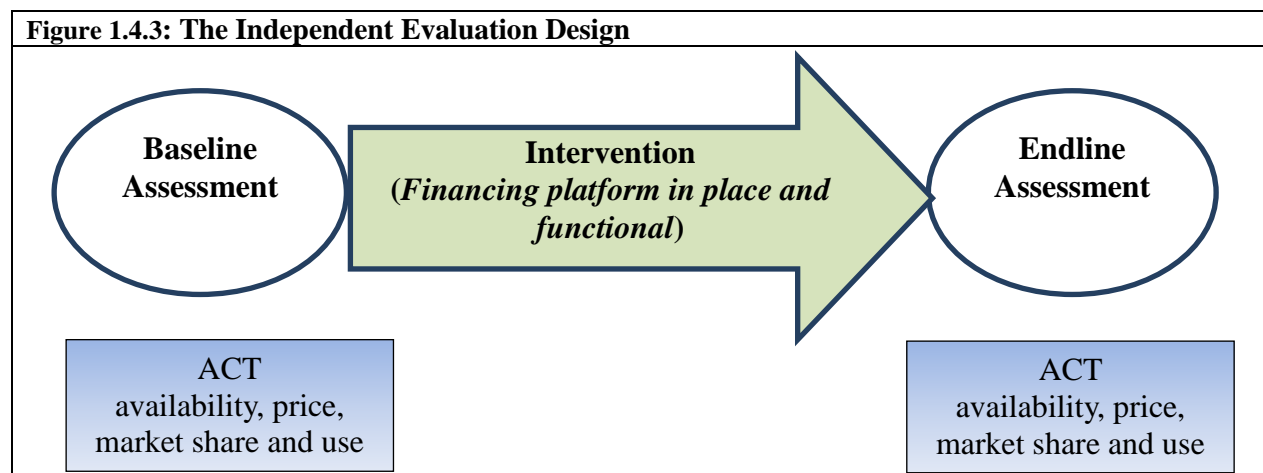 Figure 1.4.3: The Independent Evaluation Design
Baseline
Assessment
Intervention
(Financing platform in place and
functional)
Endline
Assessment
ACT
availability, price,
market share and use
ACT
availability, price,
market share and use